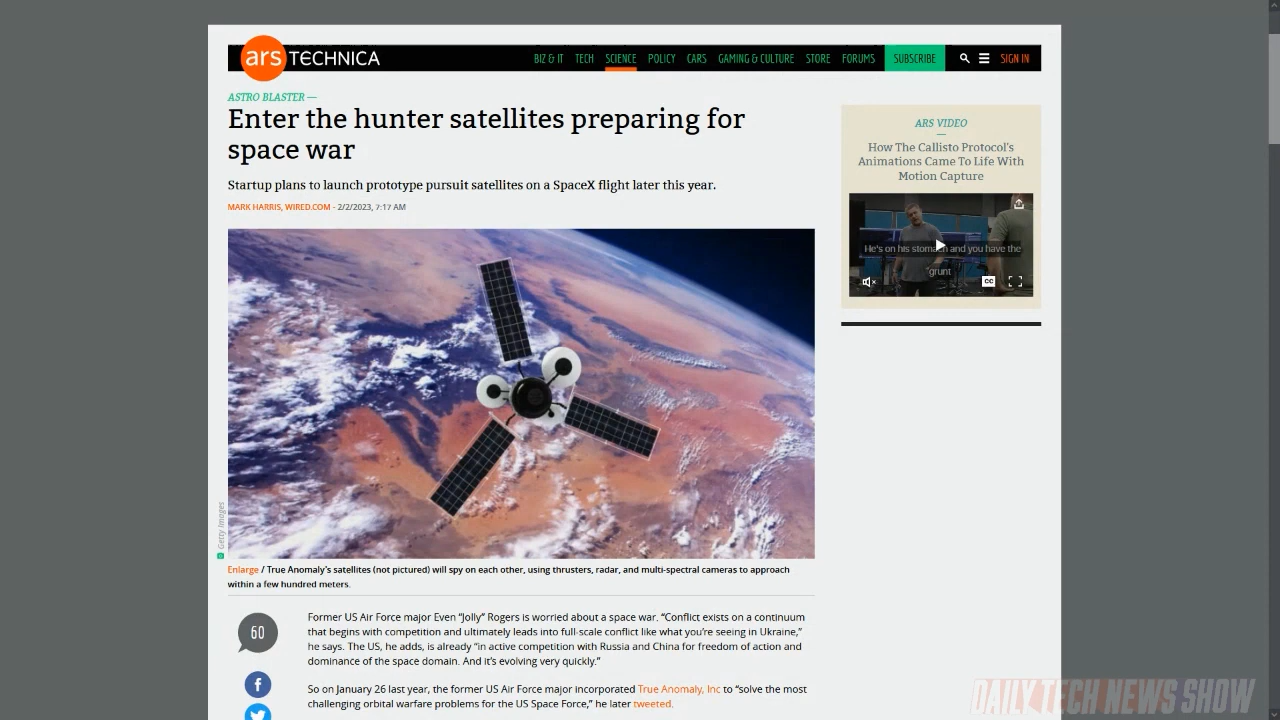 ars TECHNICA
BIZ & IT TECH SCIENCE POLICY CARS GAMING & CULTURE STORE FORUMS SUBSCRIBE SIGN IN
ASTRO BLASTER —
Enter the hunter satellites preparing for
space war
Startup plans to launch prototype pursuit satellites on a SpaceX flight later this year.
MARK HARRIS, WIRED.COM - 2/2/2023, 7:17 AM
Getty Images
Enlarge / True Anomaly's satellites (not pictured) will spy on each other, using thrusters, radar, and multi-spectral cameras to approach
within a few hundred meters.
60
Former US Air Force major Even “Jolly” Rogers is worried about a space war. “Conflict exists on a continuum
that begins with competition and ultimately leads into full-scale conflict like what you’re seeing in Ukraine,”
he says. The US, he adds, is already “in active competition with Russia and China for freedom of action and
dominance of the space domain. And it’s evolving very quickly.”
So on January 26 last year, the former US Air Force major incorporated True Anomaly, Inc to “solve the most
challenging orbital warfare problems for the US Space Force,” he later tweeted.
ARS VIDEO
—
How The Callisto Protocol's
Animations Came To Life With
Motion Capture
He's on his stomach and you have the
"grunt
CC
DAILY TECH NEWS SHOW